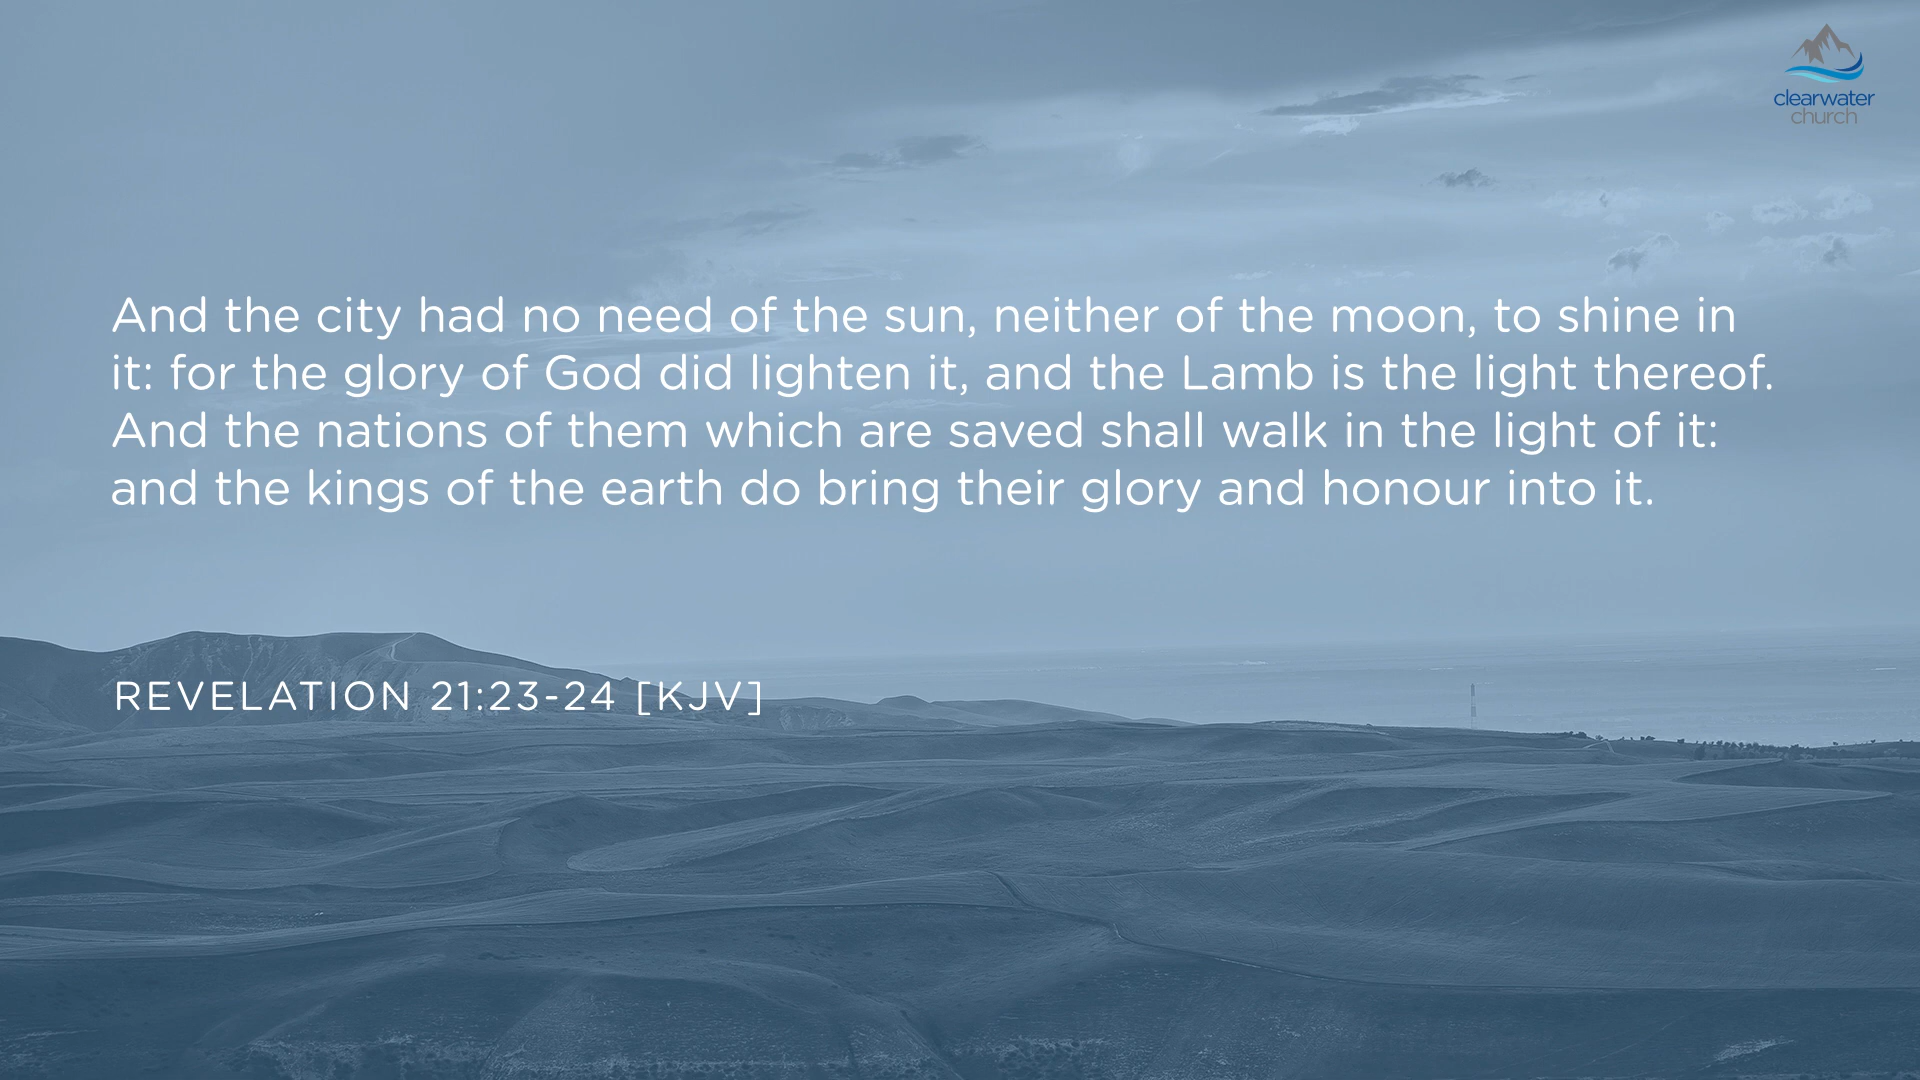 clearwater
church
And the city had no need of the sun, neither of the moon, to shine in
it: for the glory of God did lighten it, and the Lamb is the light thereof.
And the nations of them which are saved shall walk in the light of it:
and the kings of the earth do bring their glory and honour into it.
REVELATION 21:23-24 [KJV]